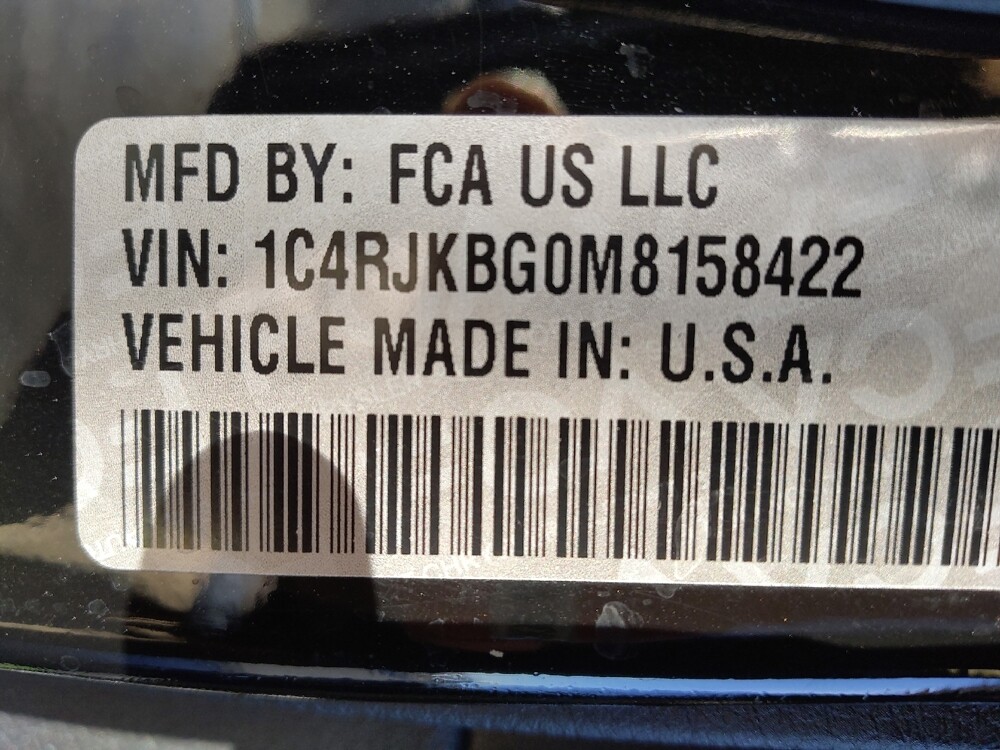 MFD BY: FCA US LLC
VIN: 1C4RJKBG0M8158422
VEHICLE MADE IN: U.S.A.